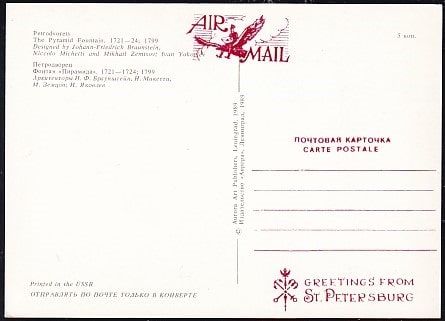 Petrodvorets
The Pyramid Fountain. 1721—24; 1799
Designed by Johann-Friedrich Braunstein,
Niccolo Michetti and Mikhail Zemtsov; Ivan
Петродворец
Фонтан «Пирамида». 1721—1724; 1799
Архитекторы И. Ф. Браунштейн, Н. Микетти,
М. Земцов; Ф. Яковлев
AIR MAIL
5 коп.
© Aurora Art Publishers, Leningrad, 1989
Издательство «Аврора», Ленинград, 1989
ПОЧТОВАЯ КАРТОЧКА
CARTE POSTALE
Printed in the USSR
ОТПРАВЛЯТЬ ПО ПОЧТЕ ТОЛЬКО В КОНВЕРТЕ
GREETINGS FROM
ST. PETERSBURG